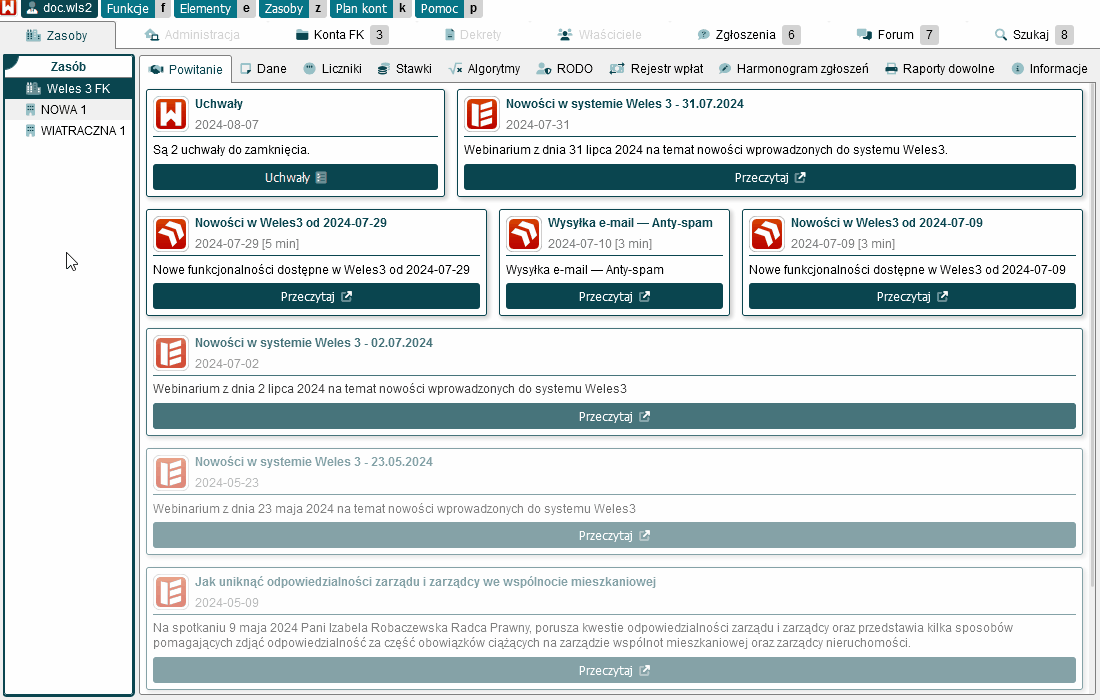 doc.wls2 Funkcje f Elementy e Zasoby z Plan kont k Pomoc p
Zasoby Administracja Konta FK 3 Dekrety Właściciele Zgłoszenia 6 Forum 7 Szukaj 8
Zasób
Weles 3 FK
NOWA 1
WIATRACZNA 1
Powitanie Dane Liczniki Stawki Algorytmy RODO Rejestr wpłat Harmonogram zgłoszeń Raporty dowolne Informacje
Uchwały
2024-08-07
Są 2 uchwały do zamknięcia.
Uchwały
Nowości w systemie Weles 3 - 31.07.2024
2024-07-31
Webinarium z dnia 31 lipca 2024 na temat nowości wprowadzonych do systemu Weles3.
Przeczytaj
Nowości w Weles3 od 2024-07-29
2024-07-29 [5 min]
Nowe funkcjonalności dostępne w Weles3 od 2024-07-29
Przeczytaj
Wysyłka e-mail — Anty-spam
2024-07-10 [3 min]
Wysyłka e-mail — Anty-spam
Przeczytaj
Nowości w Weles3 od 2024-07-09
2024-07-09 [3 min]
Nowe funkcjonalności dostępne w Weles3 od 2024-07-09
Przeczytaj
Nowości w systemie Weles 3 - 02.07.2024
2024-07-02
Webinarium z dnia 2 lipca 2024 na temat nowości wprowadzonych do systemu Weles3
Przeczytaj
Nowości w systemie Weles 3 - 23.05.2024
2024-05-23
Webinarium z dnia 23 maja 2024 na temat nowości wprowadzonych do systemu Weles3
Przeczytaj
Jak uniknąć odpowiedzialności zarządu i zarządcy we wspólnocie mieszkaniowej
2024-05-09
Na spotkaniu 9 maja 2024 Pani Izabela Robaczewska Radca Prawny, porusza kwestie odpowiedzialności zarządu i zarządcy oraz przedstawia kilka sposobów
pomagających zdjąć odpowiedzialność za część obowiązków ciążących na zarządzie wspólnot mieszkaniowej oraz zarządcy nieruchomości.
Przeczytaj